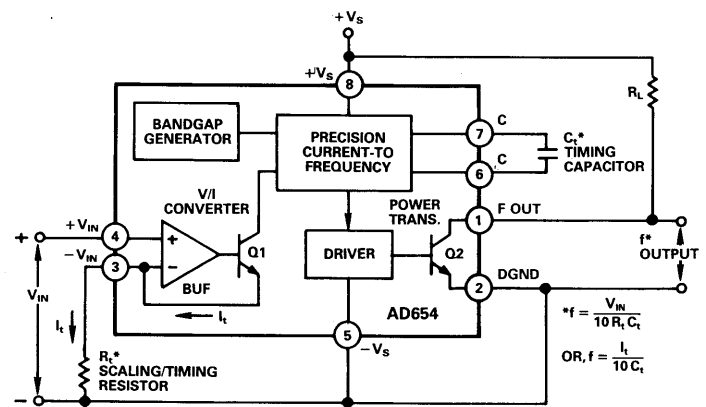 +VS
+VS
8
BANDGAP
GENERATOR
PRECISION
CURRENT-TO
FREQUENCY
RL
7
C
Ct*
TIMING
CAPACITOR
6
C
V/I
CONVERTER
POWER
TRANS.
1
F OUT
+
+VIN
4
+
Q1
−VIN
3
−
BUF
DRIVER
Q2
f*
OUTPUT
2
DGND
VIN
It
It
AD654
*f = VIN / 10 Rt Ct
5
−VS
Rt*
SCALING/TIMING
RESISTOR
OR, f = It / 10 Ct
−